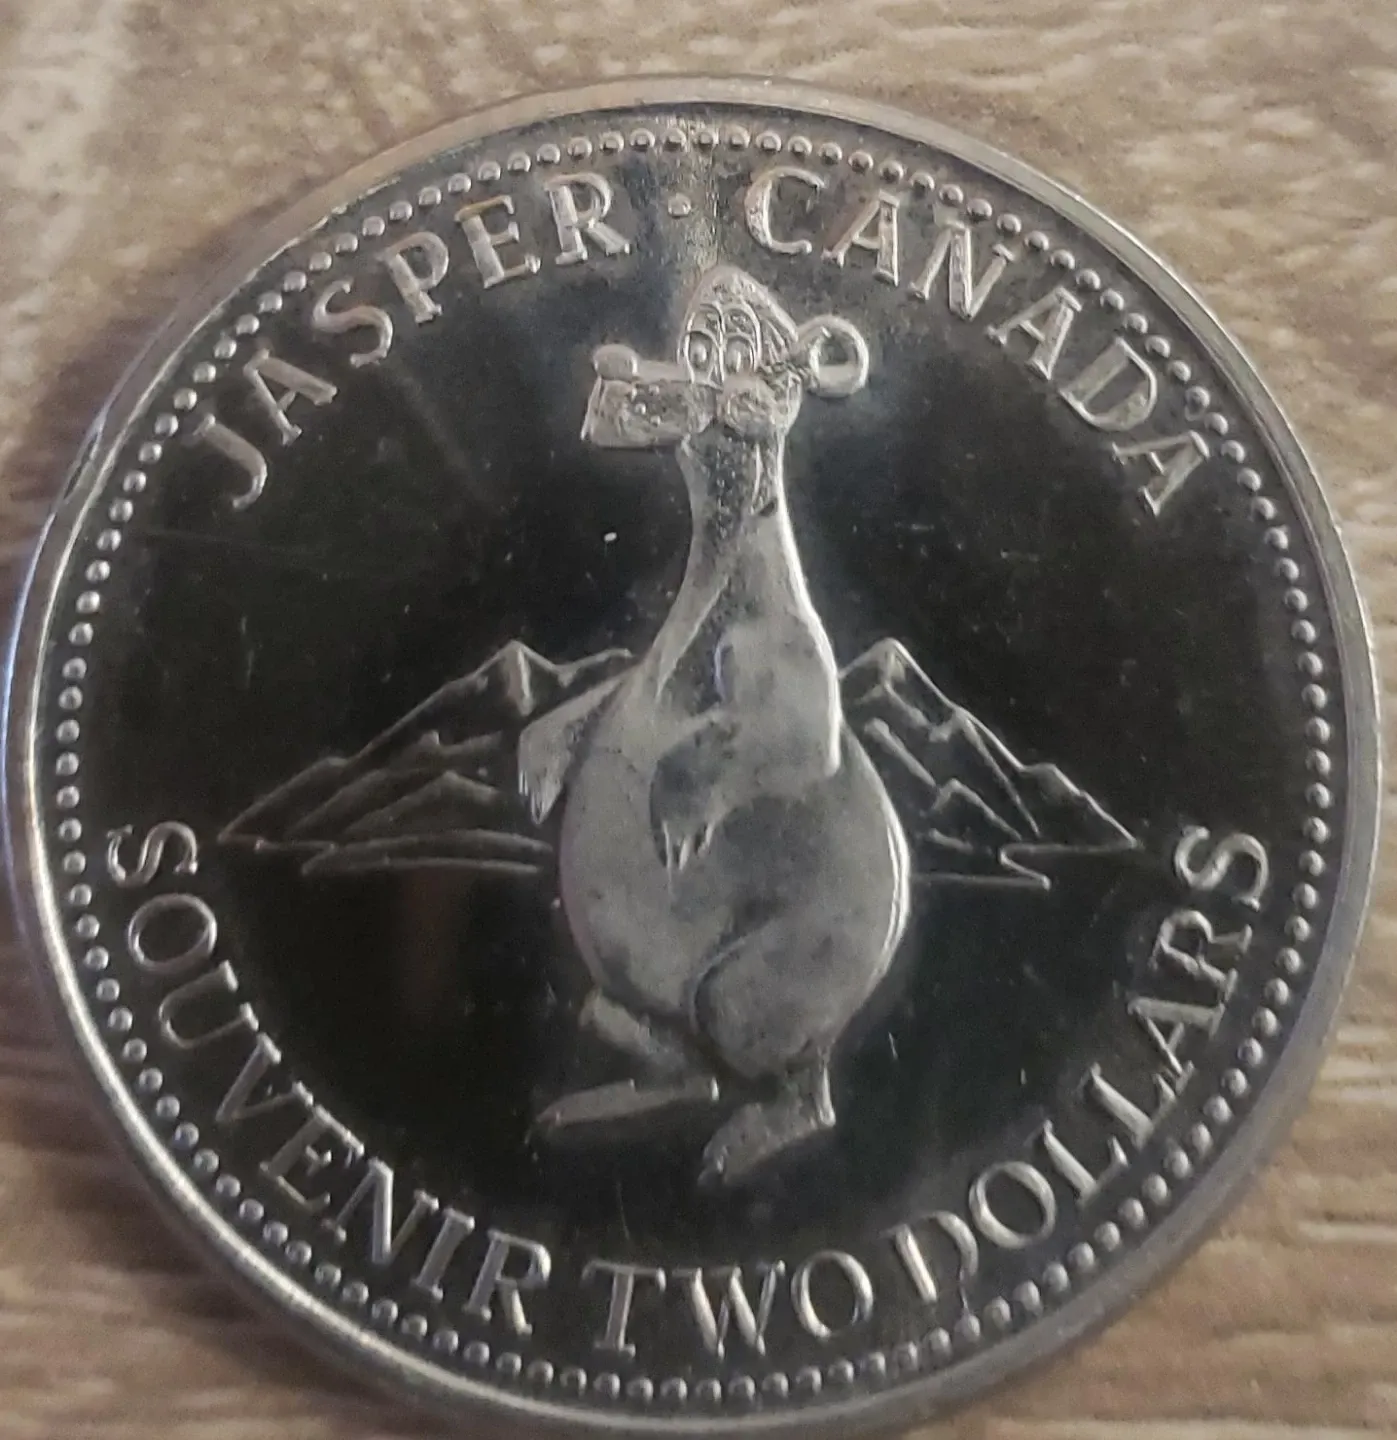 JASPER · CANADA
SOUVENIR TWO DOLLARS